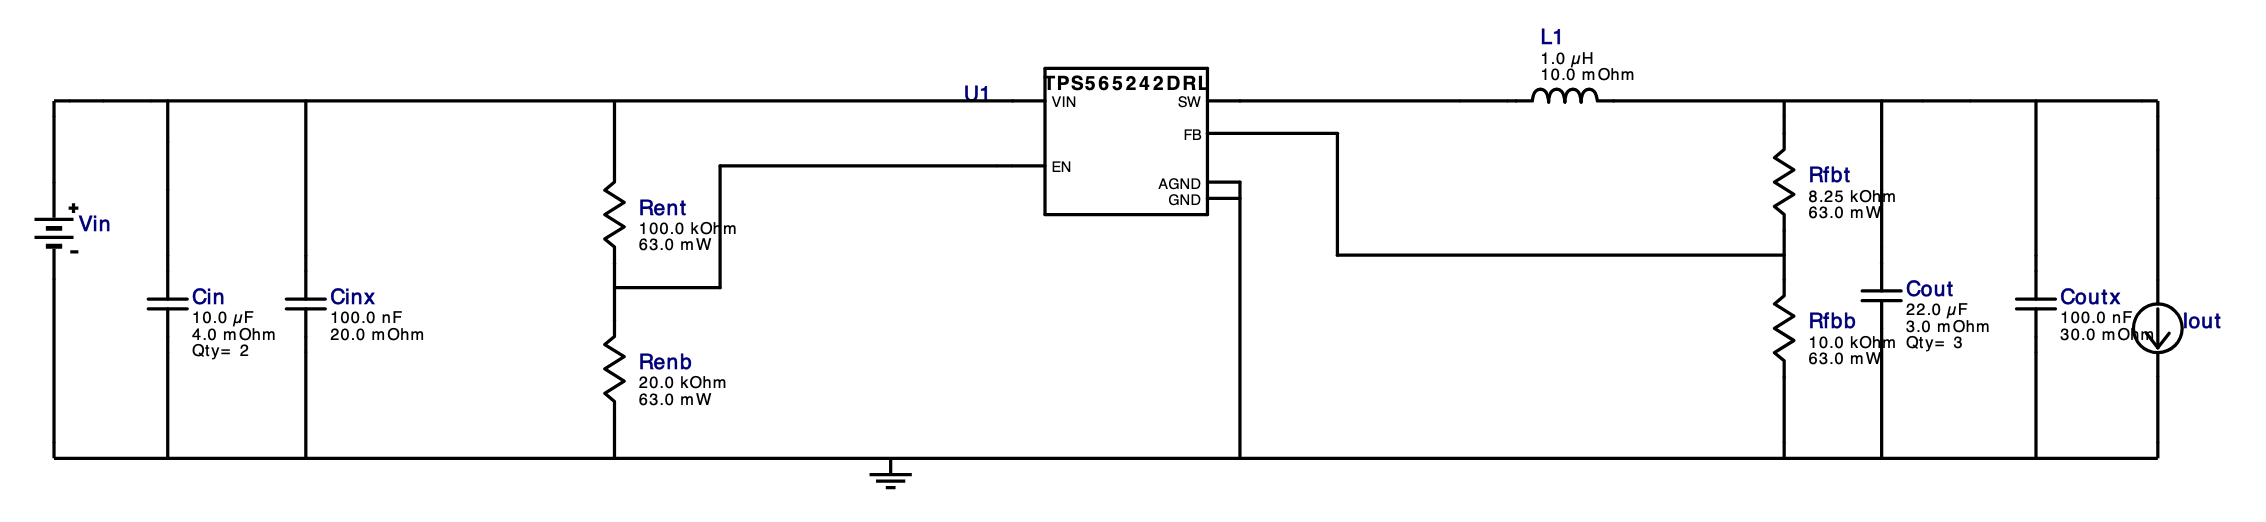 L1
1.0 µH
10.0 mOhm
U1
TPS565242DRL
VIN
SW
FB
EN
AGND
GND
+
Vin
-
Cin
10.0 µF
4.0 mOhm
Qty= 2
Cinx
100.0 nF
20.0 mOhm
Rent
100.0 kOhm
63.0 mW
Renb
20.0 kOhm
63.0 mW
Rfbt
8.25 kOhm
63.0 mW
Rfbb
10.0 kOhm
63.0 mW
Cout
22.0 µF
3.0 mOhm
Qty= 3
Coutx
100.0 nF
30.0 mOhm
Iout